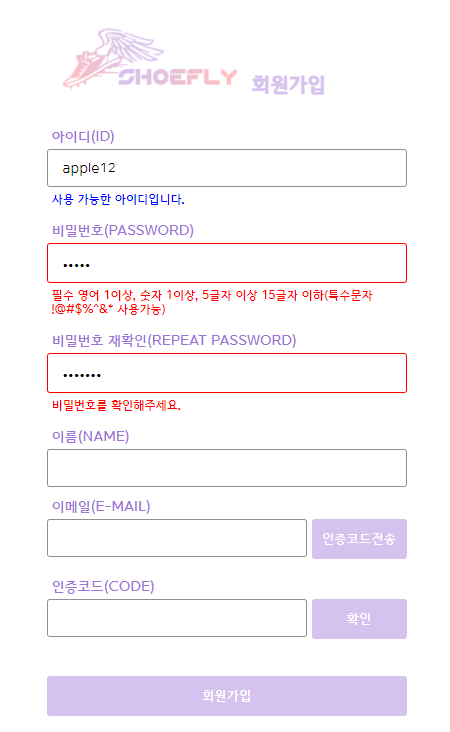 SHOEFLY 회원가입
아이디(ID)
apple12
사용 가능한 아이디입니다.
비밀번호(PASSWORD)
•••••
필수 영어 1이상, 숫자 1이상, 5글자 이상 15글자 이하(특수문자
!@#$%^&* 사용가능)
비밀번호 재확인(REPEAT PASSWORD)
•••••••
비밀번호를 확인해주세요.
이름(NAME)
이메일(E-MAIL)
인증코드전송
인증코드(CODE)
확인
회원가입